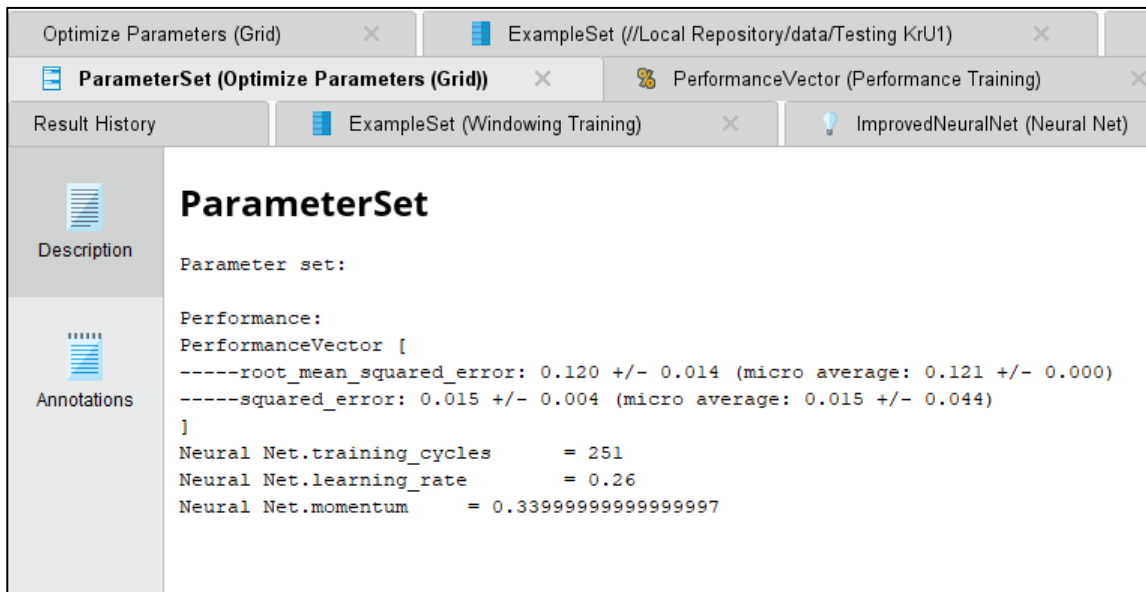 Optimize Parameters (Grid)
ExampleSet (//Local Repository/data/Testing KrU1)
ParameterSet (Optimize Parameters (Grid))
PerformanceVector (Performance Training)
Result History
ExampleSet (Windowing Training)
ImprovedNeuralNet (Neural Net)
Description
Annotations
ParameterSet
Parameter set:
Performance:
PerformanceVector [
-----root_mean_squared_error: 0.120 +/- 0.014 (micro average: 0.121 +/- 0.000)
-----squared_error: 0.015 +/- 0.004 (micro average: 0.015 +/- 0.044)
]
Neural Net.training_cycles = 251
Neural Net.learning_rate = 0.26
Neural Net.momentum = 0.33999999999999997